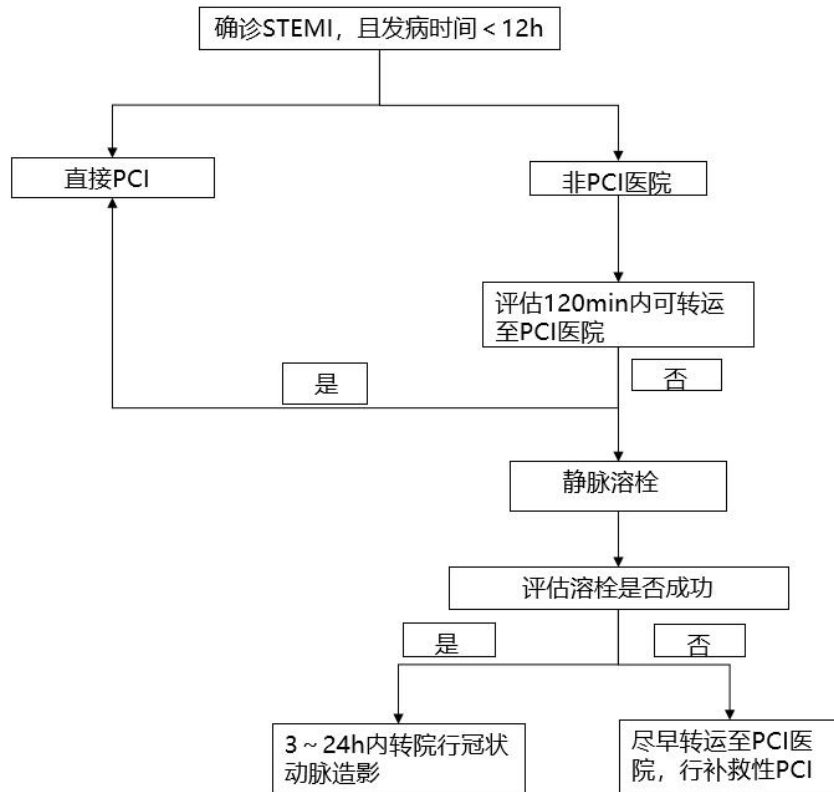 确诊STEMI，且发病时间＜12h
直接PCI
非PCI医院
评估120min内可转运
至PCI医院
是
否
静脉溶栓
评估溶栓是否成功
是
否
3～24h内转院行冠状
动脉造影
尽早转运至PCI医
院，行补救性PCI